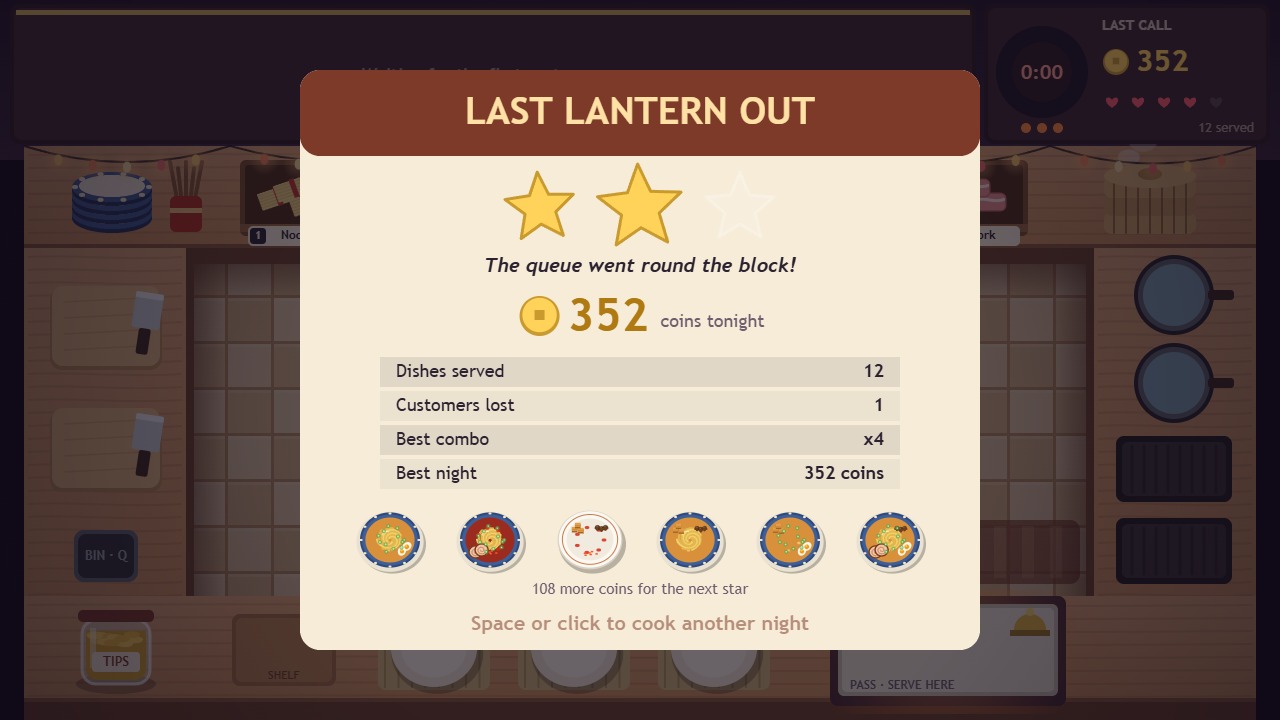 LAST CALL
0:00
352
12 served
LAST LANTERN OUT
1
The queue went round the block!
352 coins tonight
Dishes served 12
Customers lost 1
Best combo x4
Best night 352 coins
BIN · Q
108 more coins for the next star
Space or click to cook another night
TIPS
SHELF
PASS · SERVE HERE